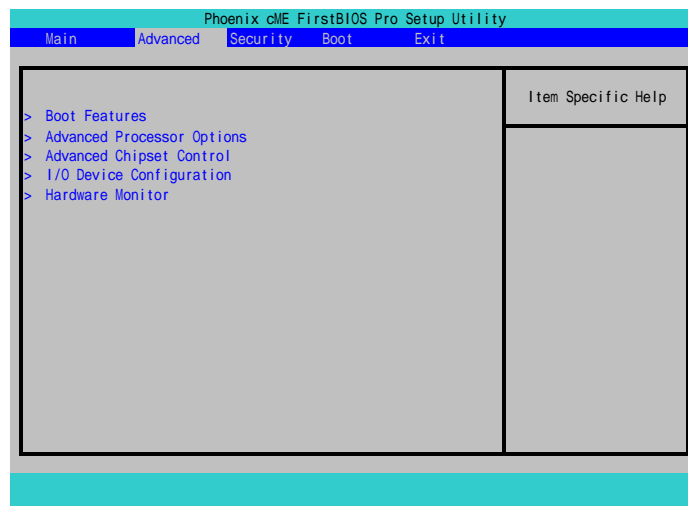 Phoenix cME FirstBIOS Pro Setup Utility
Main Advanced Security Boot Exit
Item Specific Help
> Boot Features
> Advanced Processor Options
> Advanced Chipset Control
> I/O Device Configuration
> Hardware Monitor